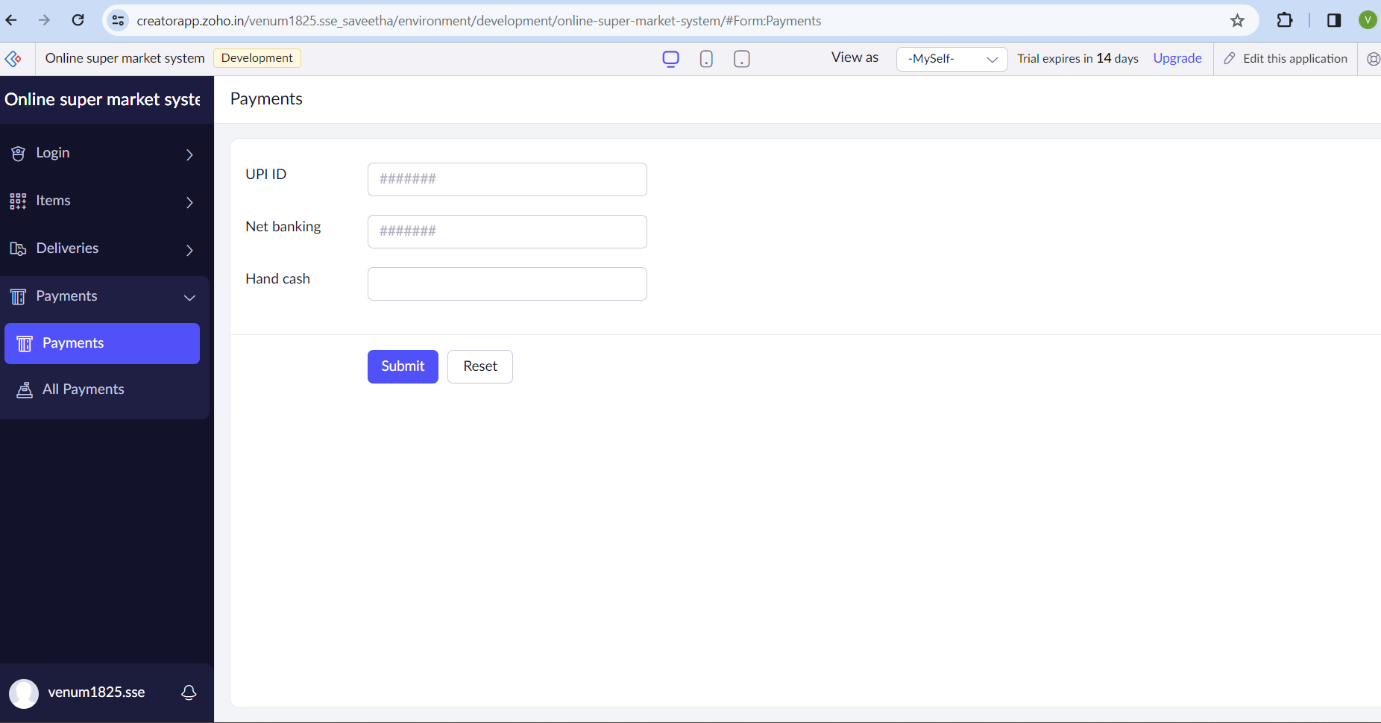 creatorapp.zoho.in/venum1825.sse_saveetha/environment/development/online-super-market-system/#Form:Payments
V
Online super market system Development View as -MySelf- Trial expires in 14 days Upgrade Edit this application
Online super market syste
Payments
Login
Items
Deliveries
Payments
Payments
All Payments
UPI ID #######
Net banking #######
Hand cash
Submit Reset
venum1825.sse